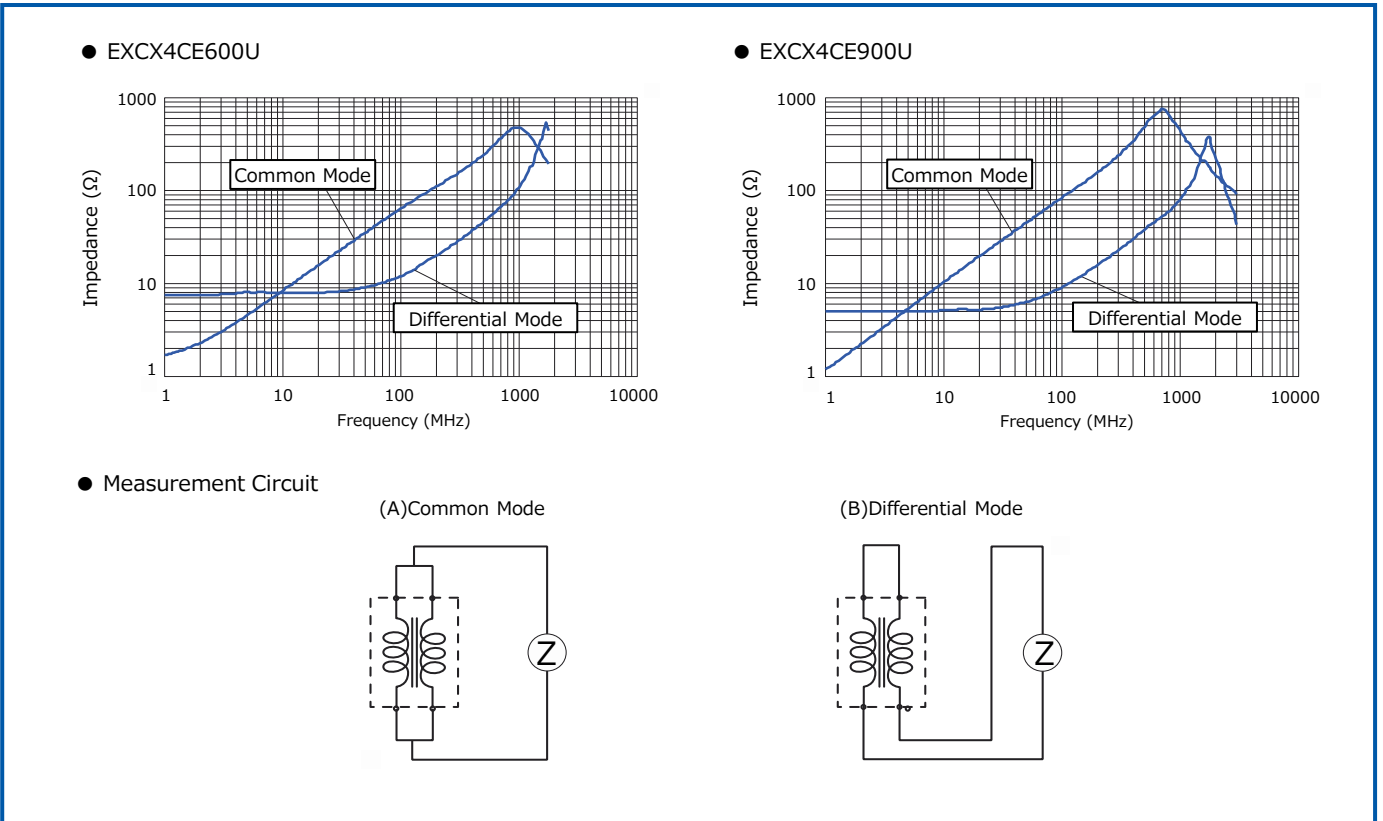 ● EXCX4CE600U
1000
100
10
1
Impedance (Ω)
Common Mode
Differential Mode
1 10 100 1000 10000
Frequency (MHz)
● EXCX4CE900U
1000
100
10
1
Impedance (Ω)
Common Mode
Differential Mode
1 10 100 1000 10000
Frequency (MHz)
● Measurement Circuit
(A)Common Mode
Z
(B)Differential Mode
Z